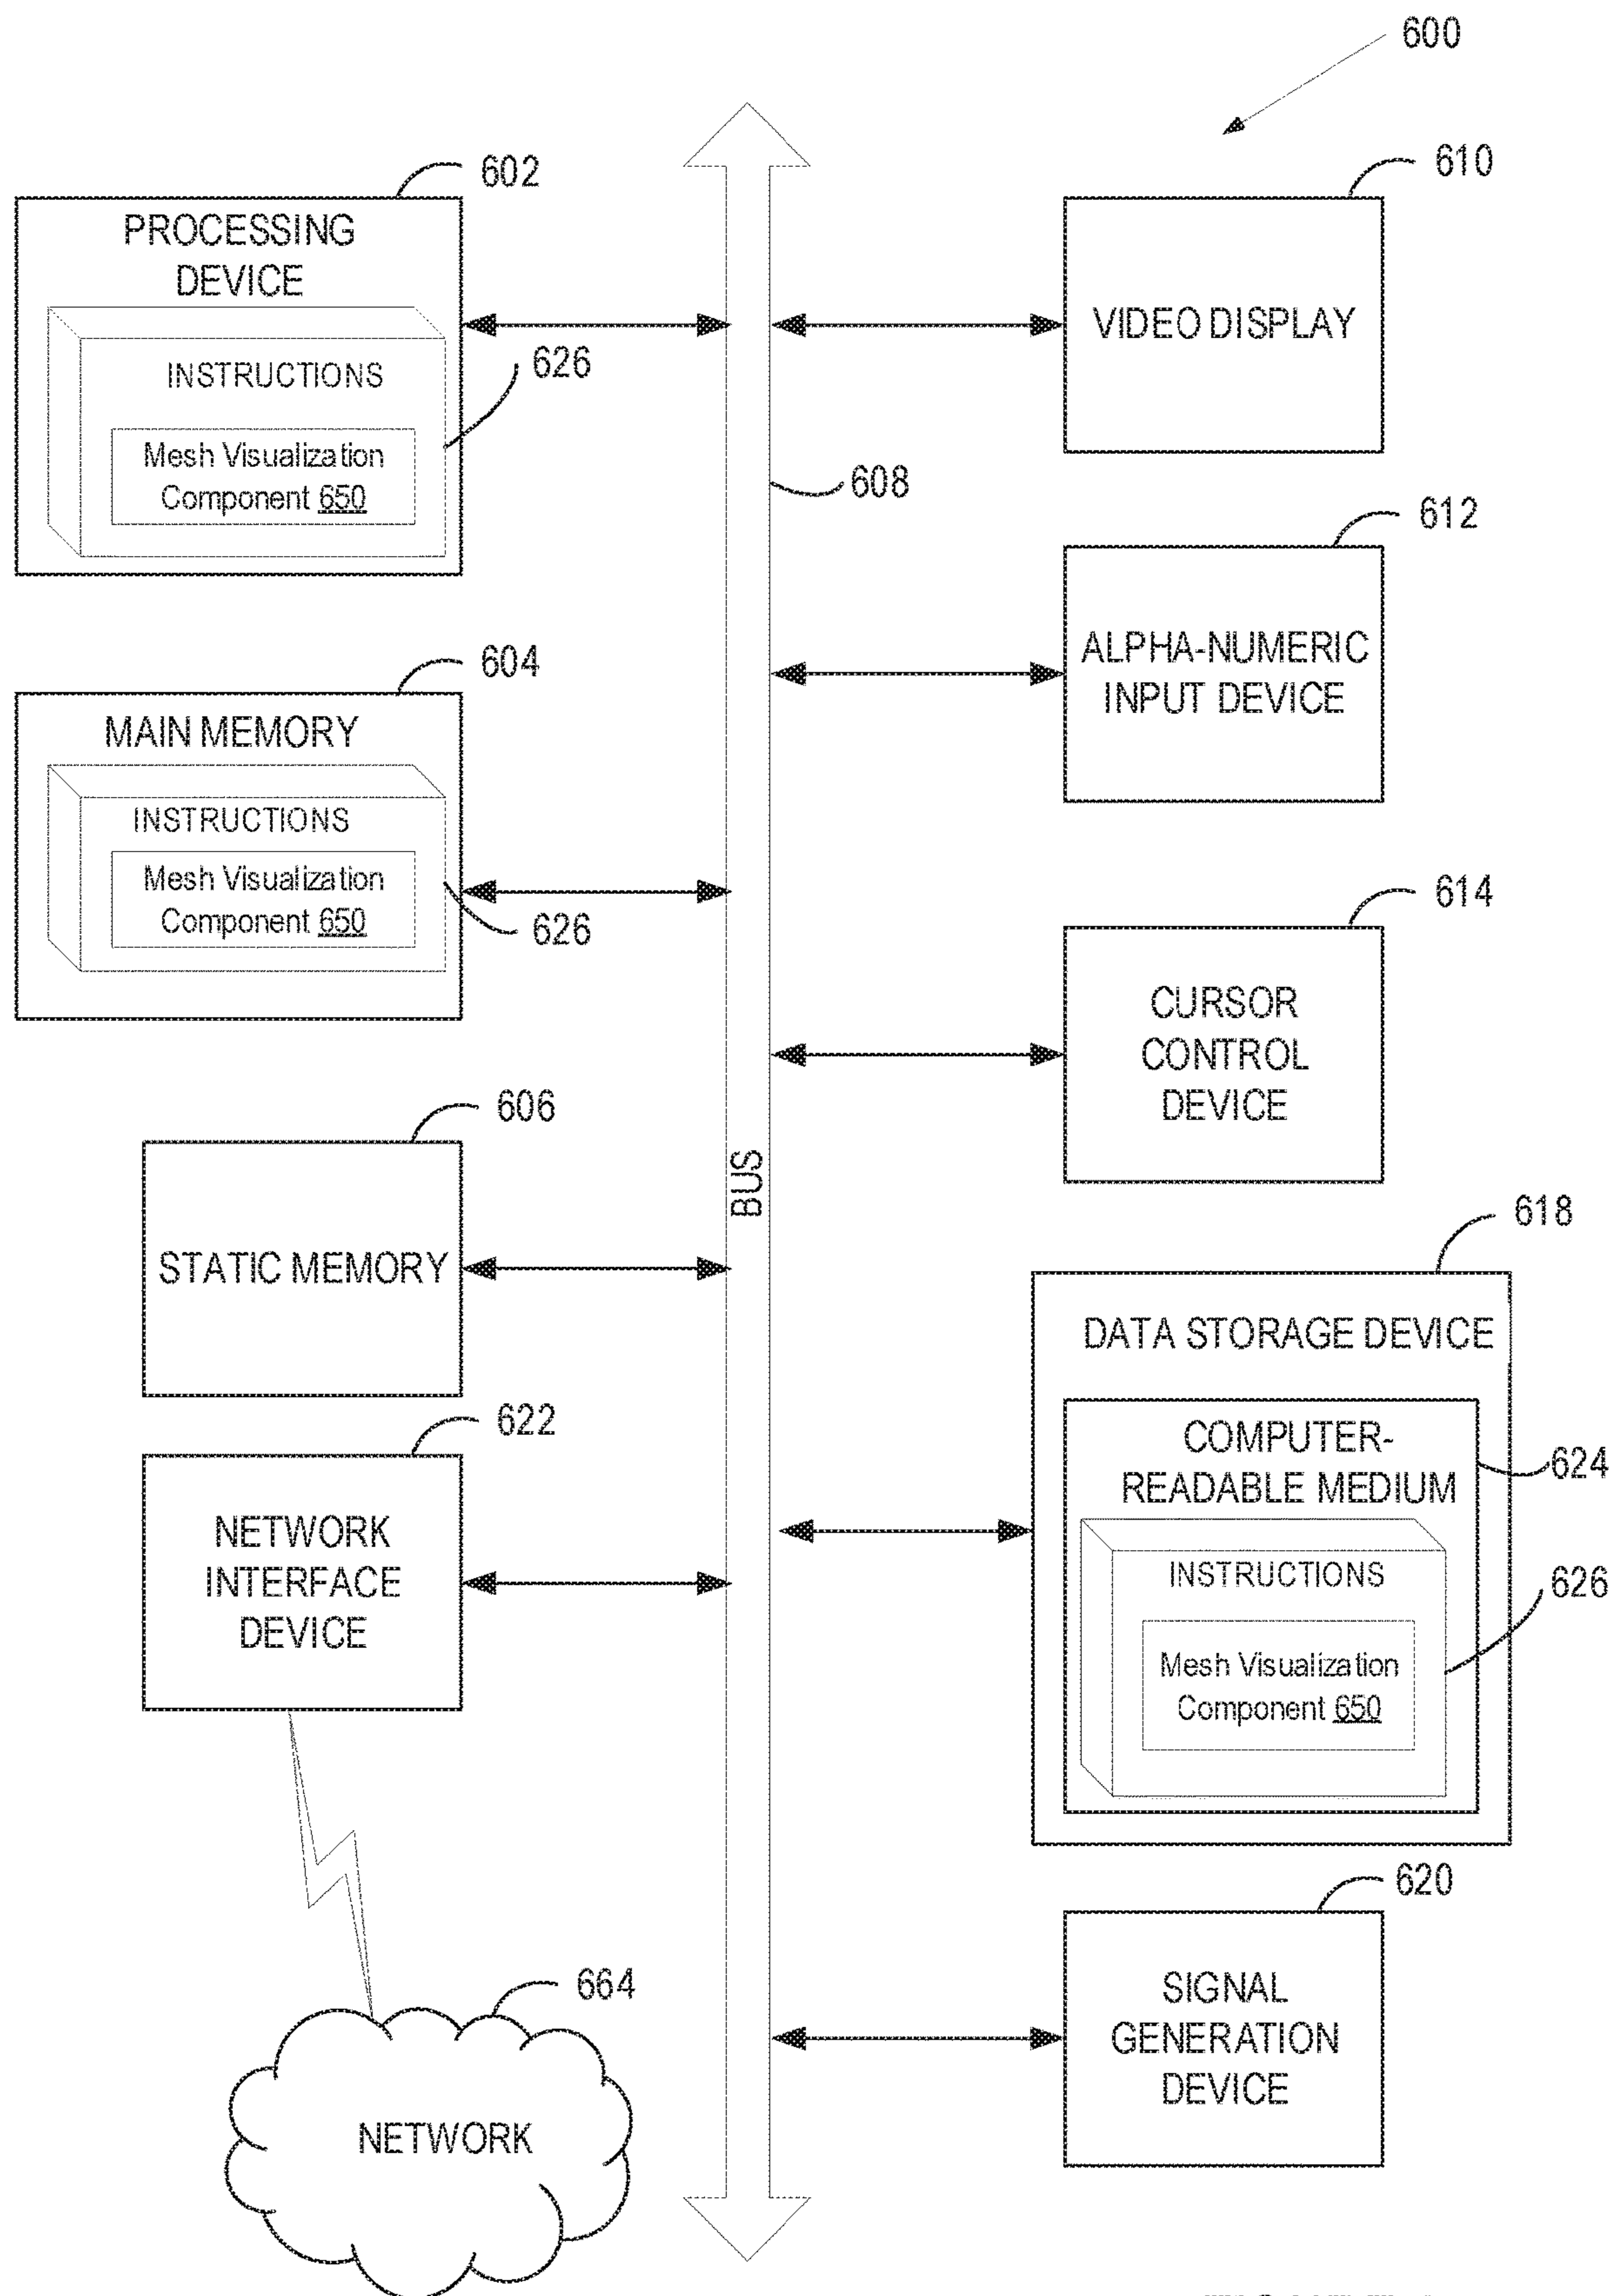 600
602
PROCESSING
DEVICE
INSTRUCTIONS
626
Mesh Visualization
Component 650
604
MAIN MEMORY
INSTRUCTIONS
Mesh Visualization
Component 650
626
606
STATIC MEMORY
622
NETWORK
INTERFACE
DEVICE
664
NETWORK
608
BUS
610
VIDEO DISPLAY
612
ALPHA-NUMERIC
INPUT DEVICE
614
CURSOR
CONTROL
DEVICE
618
DATA STORAGE DEVICE
COMPUTER-
READABLE MEDIUM
624
INSTRUCTIONS
626
Mesh Visualization
Component 650
620
SIGNAL
GENERATION
DEVICE